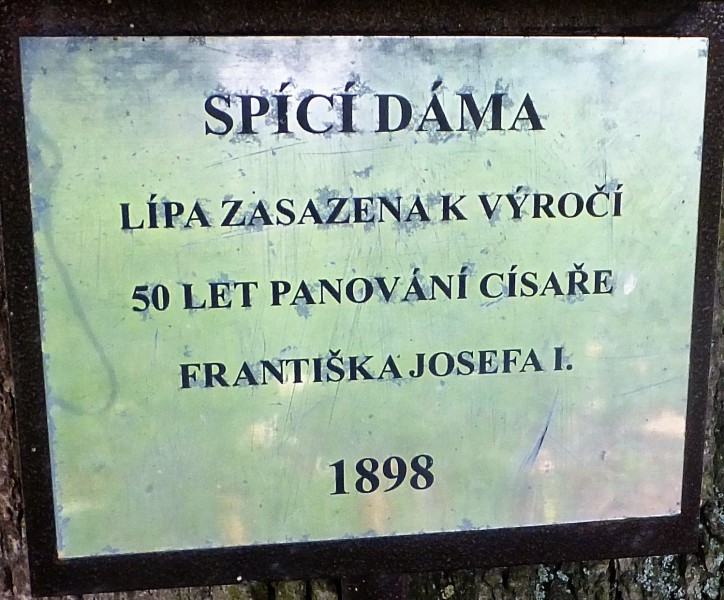 SPÍCÍ DÁMA
LÍPA ZASAZENA K VÝROČÍ
50 LET PANOVÁNÍ CÍSAŘE
FRANTIŠKA JOSEFA I.
1898